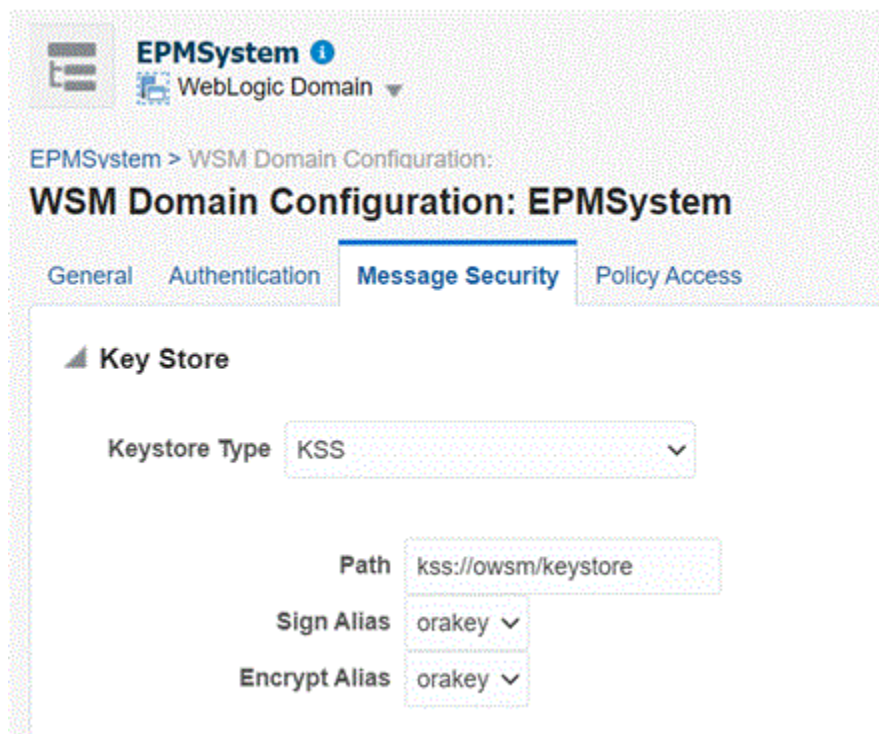 EPMSystem
WebLogic Domain
EPMSystem > WSM Domain Configuration:
WSM Domain Configuration: EPMSystem
General Authentication Message Security Policy Access
Key Store
Keystore Type KSS
Path kss://owsm/keystore
Sign Alias orakey
Encrypt Alias orakey